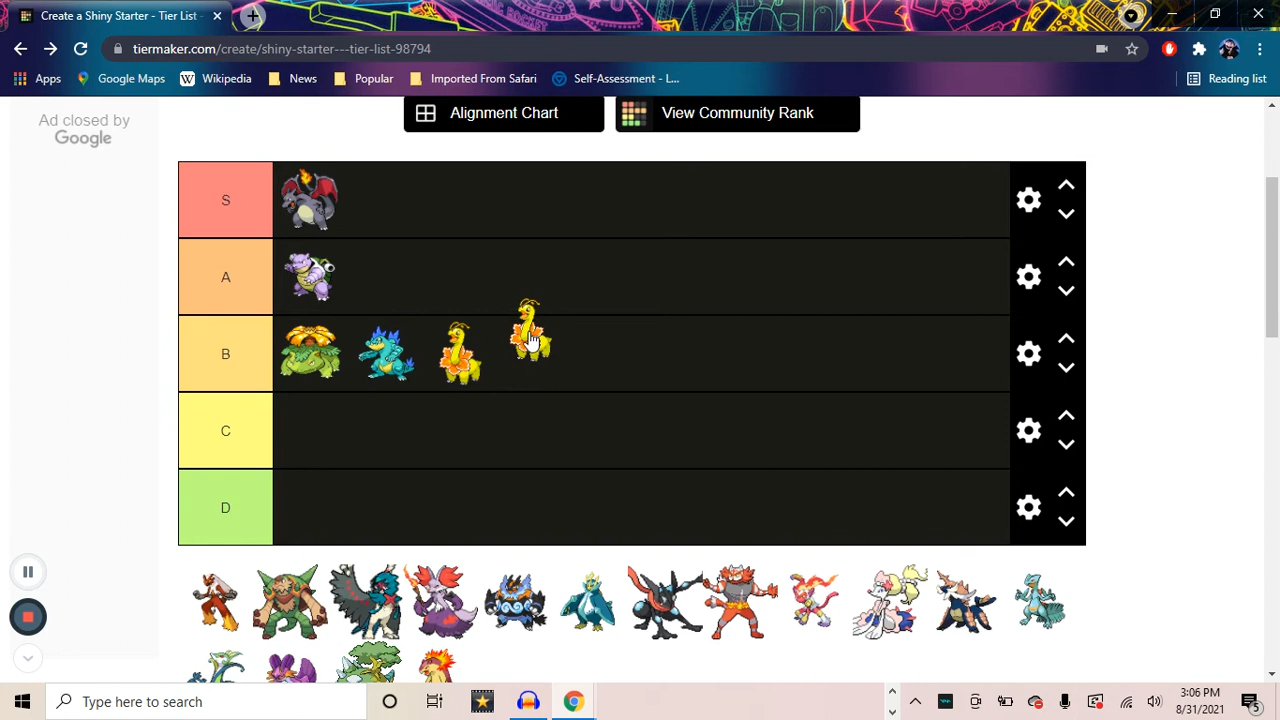 Create a Shiny Starter - Tier List -
tiermaker.com/create/shiny-starter---tier-list-98794
Apps Google Maps Wikipedia News Popular Imported From Safari Self-Assessment - L... Reading list
Ad closed by
Google
Alignment Chart View Community Rank
S
A
B
C
D
Type here to search
3:06 PM
8/31/2021
5